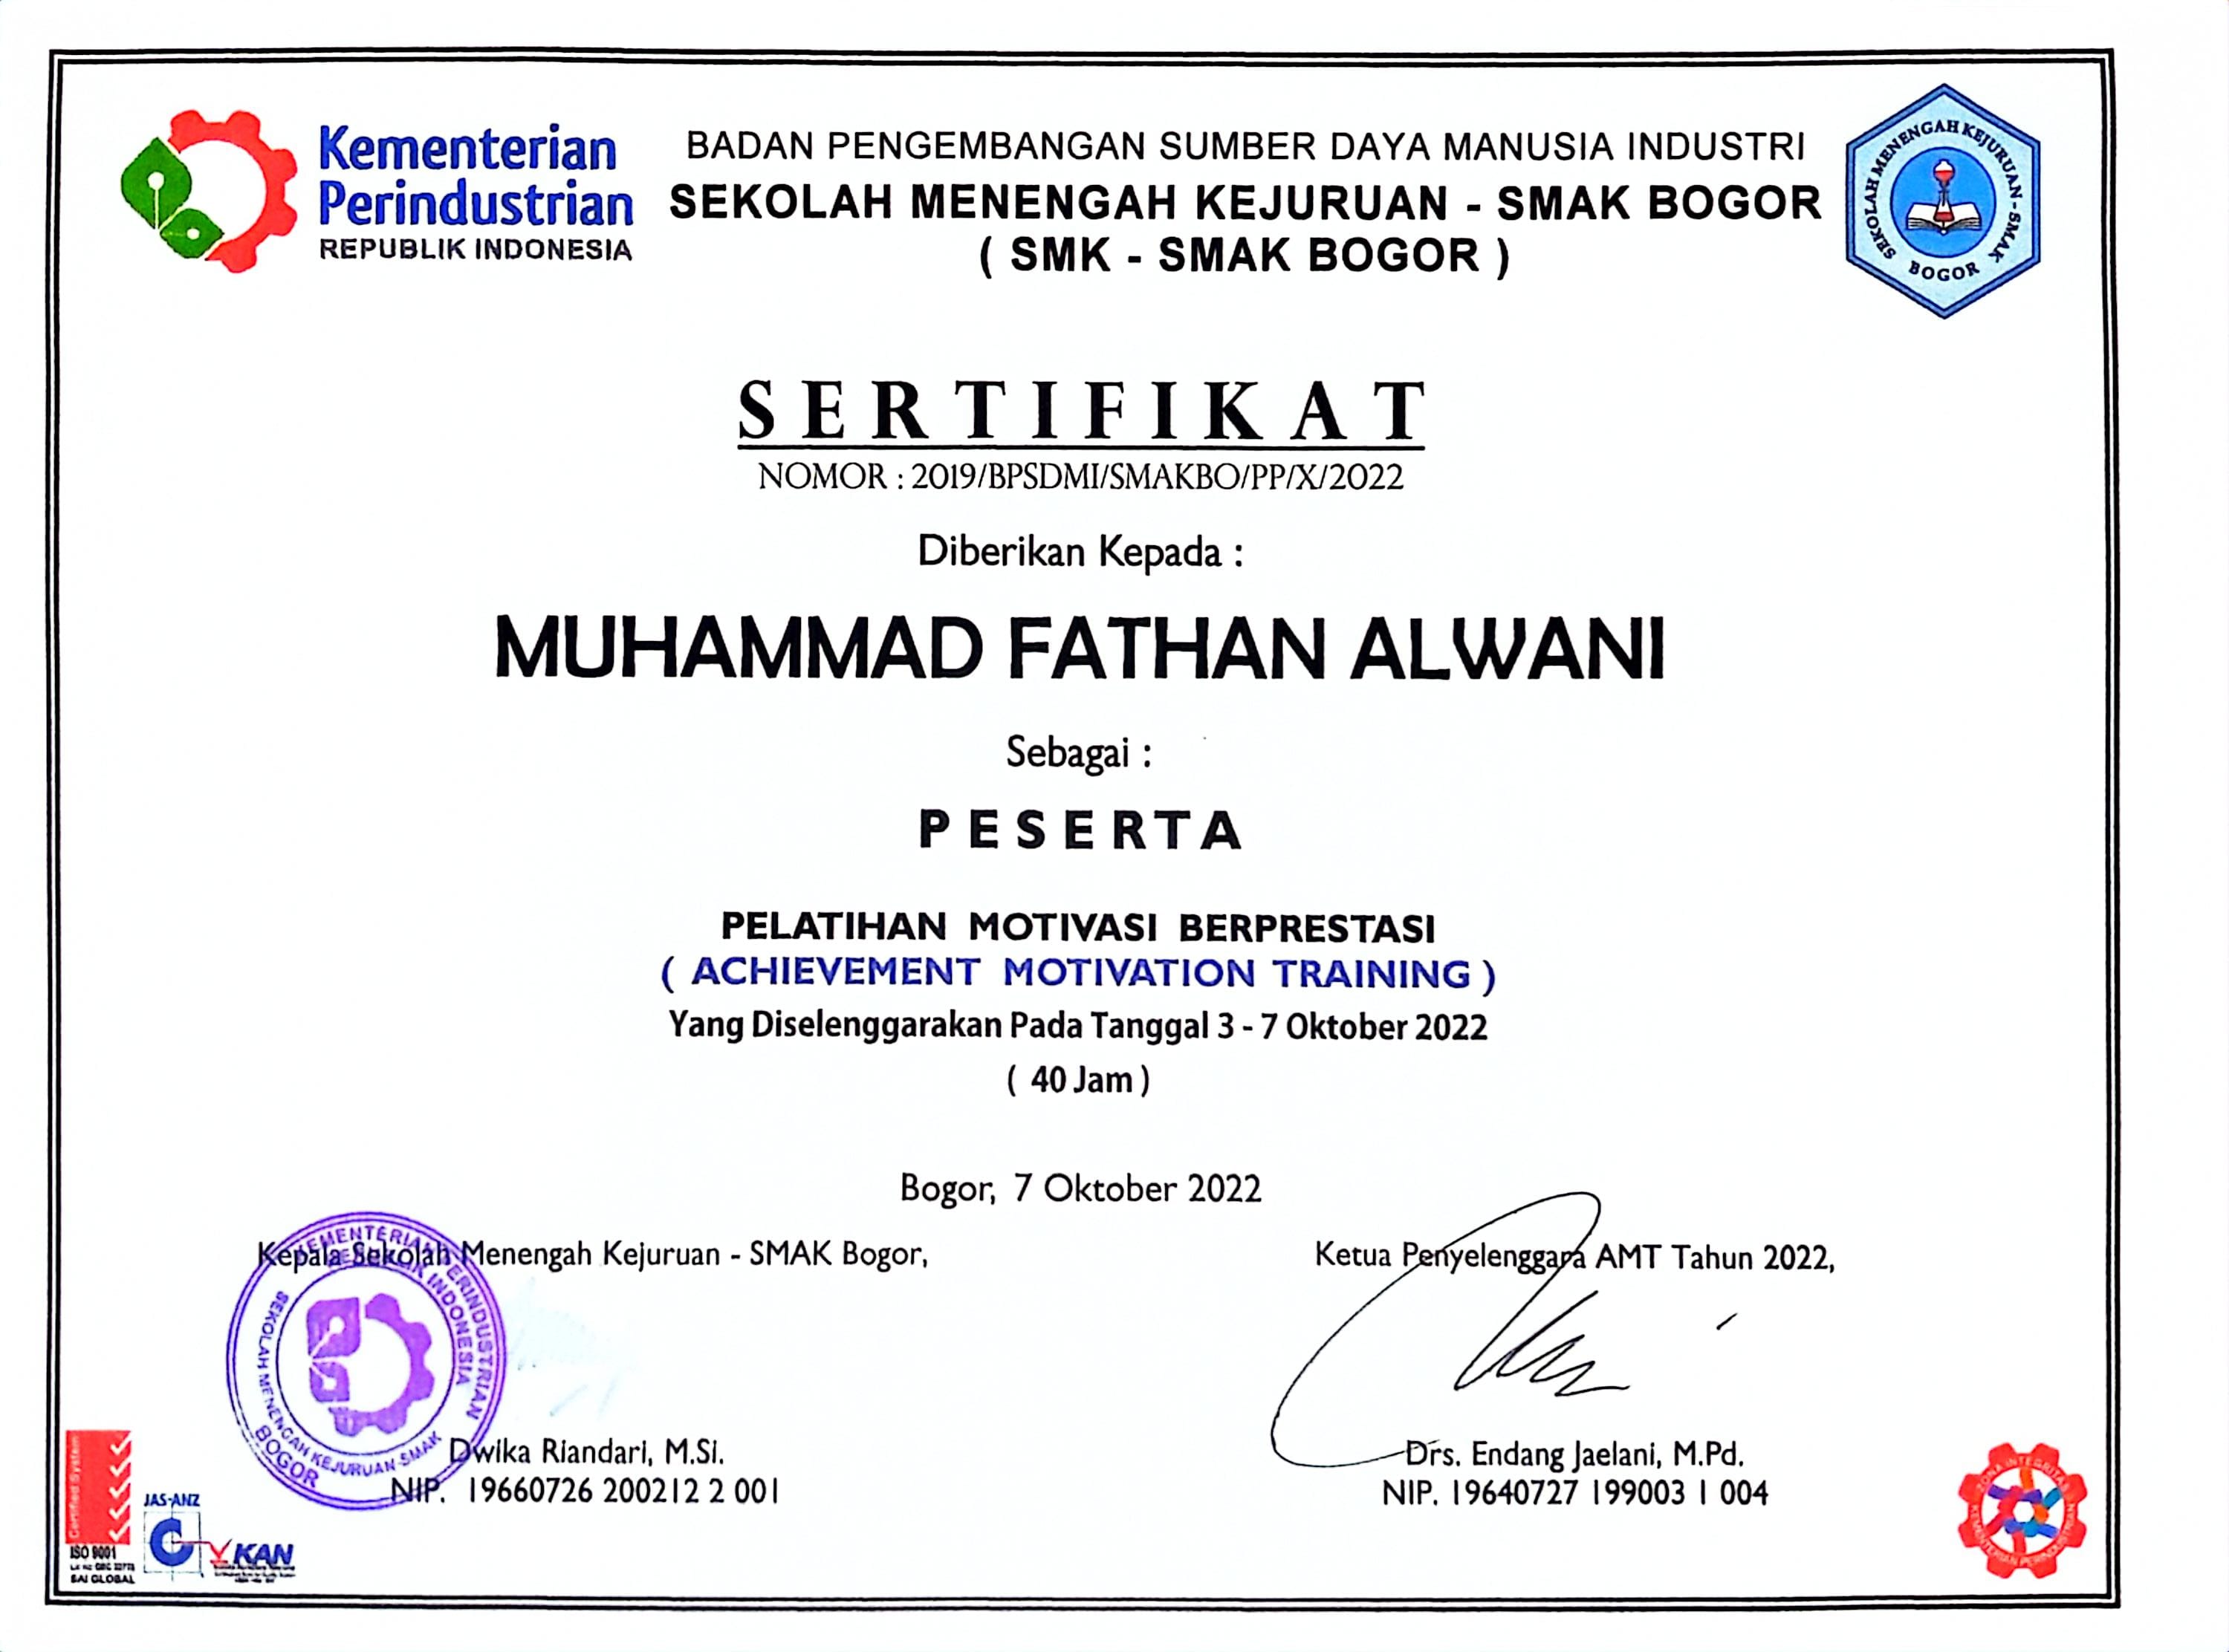 Kementerian
Perindustrian
REPUBLIK INDONESIA
BADAN PENGEMBANGAN SUMBER DAYA MANUSIA INDUSTRI
SEKOLAH MENENGAH KEJURUAN - SMAK BOGOR
( SMK - SMAK BOGOR )
SEKOLAH MENENGAH KEJURUAN - SMAK
BOGOR
SERTIFIKAT
NOMOR : 2019/BPSDMI/SMAKBO/PP/X/2022
Diberikan Kepada :
MUHAMMAD FATHAN ALWANI
Sebagai :
PESERTA
PELATIHAN MOTIVASI BERPRESTASI
( ACHIEVEMENT MOTIVATION TRAINING )
Yang Diselenggarakan Pada Tanggal 3 - 7 Oktober 2022
( 40 Jam )
Bogor, 7 Oktober 2022
Kepala Sekolah Menengah Kejuruan - SMAK Bogor,
KEMENTERIAN PERINDUSTRIAN
REPUBLIK INDONESIA
SEKOLAH MENENGAH KEJURUAN-SMAK
BOGOR
Dwika Riandari, M.Si.
NIP. 19660726 200212 2 001
Ketua Penyelenggara AMT Tahun 2022,
Drs. Endang Jaelani, M.Pd.
NIP. 19640727 199003 1 004
Certified System
ISO 9001
SAI GLOBAL
JAS-ANZ
KAN
ZONA INTEGRITAS
KEMENTERIAN PERINDUSTRIAN